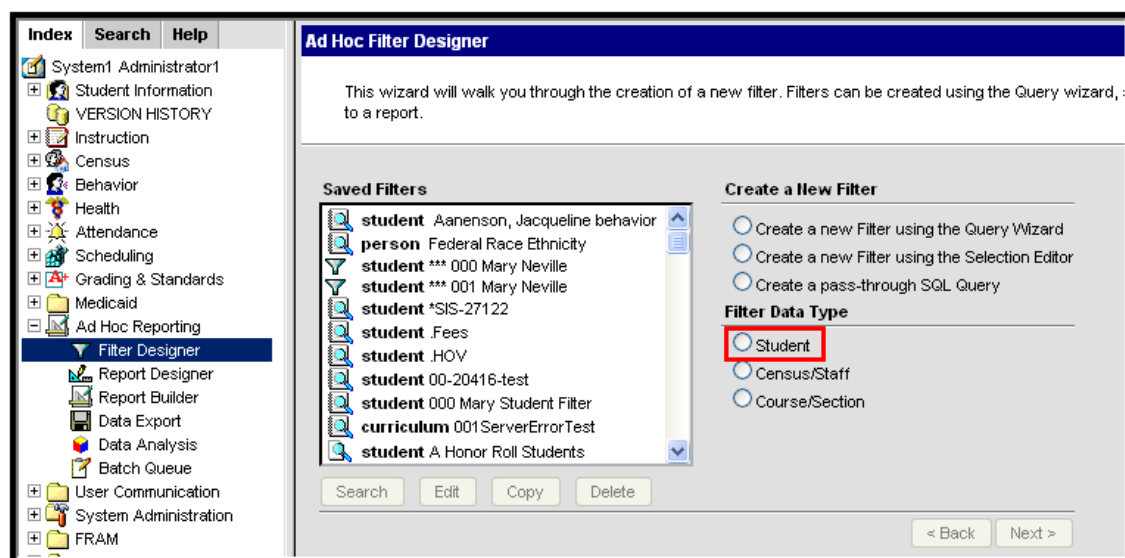 Index Search Help
System1 Administrator1
Student Information
VERSION HISTORY
Instruction
Census
Behavior
Health
Attendance
Scheduling
Grading & Standards
Medicaid
Ad Hoc Reporting
Filter Designer
Report Designer
Report Builder
Data Export
Data Analysis
Batch Queue
User Communication
System Administration
FRAM
Ad Hoc Filter Designer
This wizard will walk you through the creation of a new filter. Filters can be created using the Query wizard,
to a report.
Saved Filters
student Aanenson, Jacqueline behavior
person Federal Race Ethnicity
student *** 000 Mary Neville
student *** 001 Mary Neville
student *SIS-27122
student .Fees
student .HOV
student 00-20416-test
student 000 Mary Student Filter
curriculum 001ServerErrorTest
student A Honor Roll Students
Search Edit Copy Delete
Create a New Filter
Create a new Filter using the Query Wizard
Create a new Filter using the Selection Editor
Create a pass-through SQL Query
Filter Data Type
Student
Census/Staff
Course/Section
< Back Next >